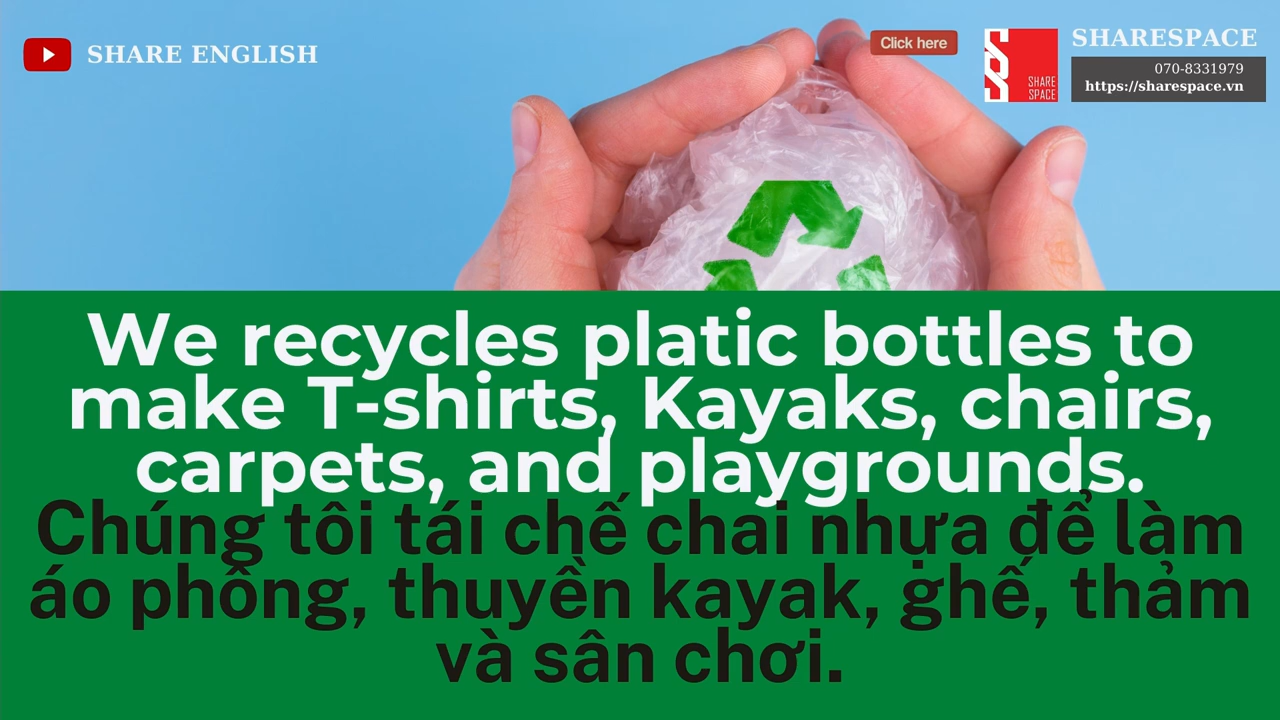 SHARE ENGLISH
Click here
SHARE
SPACE
SHARESPACE
070-8331979
https://sharespace.vn
We recycles platic bottles to
make T-shirts, Kayaks, chairs,
carpets, and playgrounds.
Chúng tôi tái chế chai nhựa để làm
áo phông, thuyền kayak, ghế, thảm
và sân chơi.